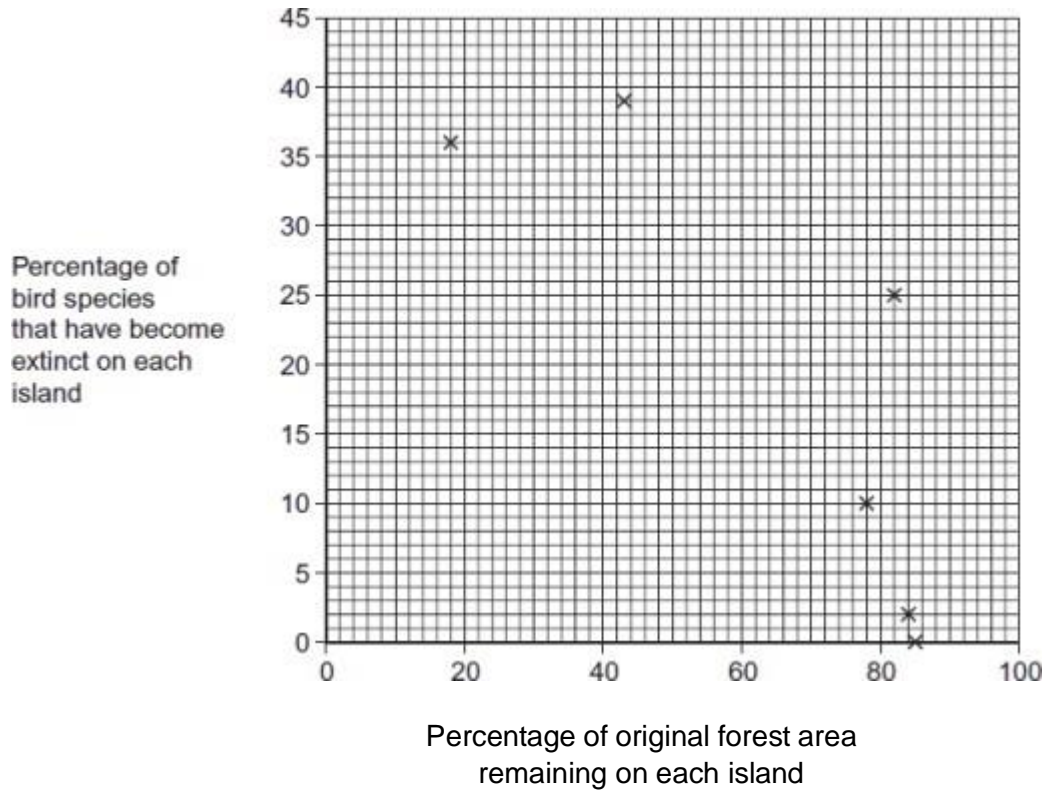 45
40
35
30
25
20
15
10
5
0
Percentage of
bird species
that have become
extinct on each
island
0 20 40 60 80 100
Percentage of original forest area
remaining on each island